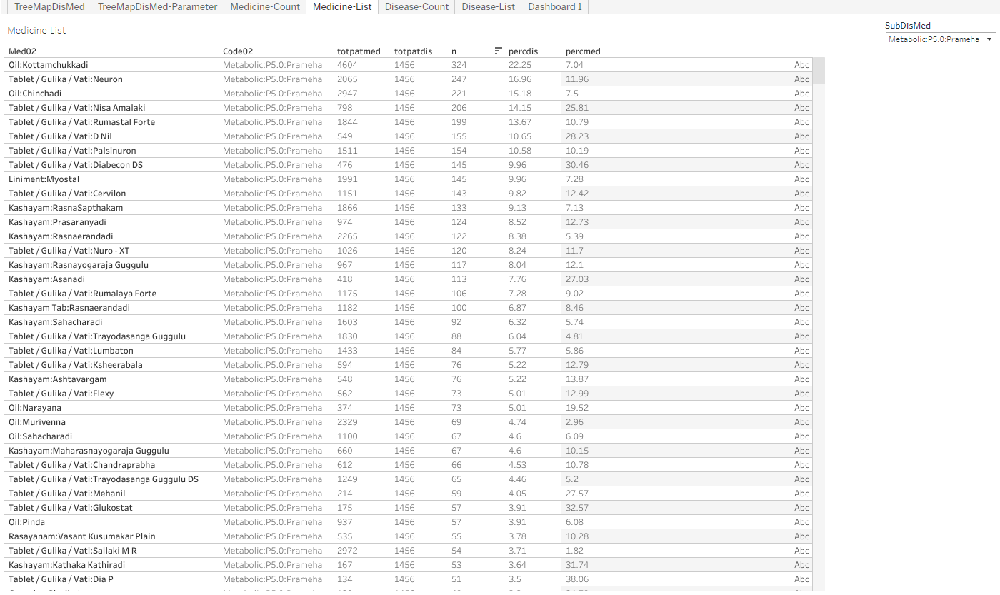 TreeMapDisMed TreeMapDisMed-Parameter Medicine-Count Medicine-List Disease-Count Disease-List Dashboard 1
Medicine-List
SubDisMed
Metabolic:P5.0:Prameha
Med02 Code02 totpatmed totpatdis n percdis percmed
Oil:Kottamchukkadi Metabolic:P5.0:Prameha 4604 1456 324 22.25 7.04 Abc
Tablet / Gulika / Vati:Neuron Metabolic:P5.0:Prameha 2065 1456 247 16.96 11.96 Abc
Oil:Chinchadi Metabolic:P5.0:Prameha 2947 1456 221 15.18 7.5 Abc
Tablet / Gulika / Vati:Nisa Amalaki Metabolic:P5.0:Prameha 798 1456 206 14.15 25.81 Abc
Tablet / Gulika / Vati:Rumastal Forte Metabolic:P5.0:Prameha 1844 1456 199 13.67 10.79 Abc
Tablet / Gulika / Vati:D Nil Metabolic:P5.0:Prameha 549 1456 155 10.65 28.23 Abc
Tablet / Gulika / Vati:Palsinuron Metabolic:P5.0:Prameha 1511 1456 154 10.58 10.19 Abc
Tablet / Gulika / Vati:Diabecon DS Metabolic:P5.0:Prameha 476 1456 145 9.96 30.46 Abc
Liniment:Myostal Metabolic:P5.0:Prameha 1991 1456 145 9.96 7.28 Abc
Tablet / Gulika / Vati:Cervilon Metabolic:P5.0:Prameha 1151 1456 143 9.82 12.42 Abc
Kashayam:RasnaSapthakam Metabolic:P5.0:Prameha 1866 1456 133 9.13 7.13 Abc
Kashayam:Prasaranyadi Metabolic:P5.0:Prameha 974 1456 124 8.52 12.73 Abc
Kashayam:Rasnaerandadi Metabolic:P5.0:Prameha 2265 1456 122 8.38 5.39 Abc
Tablet / Gulika / Vati:Nuro - XT Metabolic:P5.0:Prameha 1026 1456 120 8.24 11.7 Abc
Kashayam:Rasnayogaraja Guggulu Metabolic:P5.0:Prameha 967 1456 117 8.04 12.1 Abc
Kashayam:Asanadi Metabolic:P5.0:Prameha 418 1456 113 7.76 27.03 Abc
Tablet / Gulika / Vati:Rumalaya Forte Metabolic:P5.0:Prameha 1175 1456 106 7.28 9.02 Abc
Kashayam Tab:Rasnaerandadi Metabolic:P5.0:Prameha 1182 1456 100 6.87 8.46 Abc
Kashayam:Sahacharadi Metabolic:P5.0:Prameha 1603 1456 92 6.32 5.74 Abc
Tablet / Gulika / Vati:Trayodasanga Guggulu Metabolic:P5.0:Prameha 1830 1456 88 6.04 4.81 Abc
Tablet / Gulika / Vati:Lumbaton Metabolic:P5.0:Prameha 1433 1456 84 5.77 5.86 Abc
Tablet / Gulika / Vati:Ksheerabala Metabolic:P5.0:Prameha 594 1456 76 5.22 12.79 Abc
Kashayam:Ashtavargam Metabolic:P5.0:Prameha 548 1456 76 5.22 13.87 Abc
Tablet / Gulika / Vati:Flexy Metabolic:P5.0:Prameha 562 1456 73 5.01 12.99 Abc
Oil:Narayana Metabolic:P5.0:Prameha 374 1456 73 5.01 19.52 Abc
Oil:Murivenna Metabolic:P5.0:Prameha 2329 1456 69 4.74 2.96 Abc
Oil:Sahacharadi Metabolic:P5.0:Prameha 1100 1456 67 4.6 6.09 Abc
Kashayam:Maharasnayogaraja Guggulu Metabolic:P5.0:Prameha 660 1456 67 4.6 10.15 Abc
Tablet / Gulika / Vati:Chandraprabha Metabolic:P5.0:Prameha 612 1456 66 4.53 10.78 Abc
Tablet / Gulika / Vati:Trayodasanga Guggulu DS Metabolic:P5.0:Prameha 1249 1456 65 4.46 5.2 Abc
Tablet / Gulika / Vati:Mehanil Metabolic:P5.0:Prameha 214 1456 59 4.05 27.57 Abc
Tablet / Gulika / Vati:Glukostat Metabolic:P5.0:Prameha 175 1456 57 3.91 32.57 Abc
Oil:Pinda Metabolic:P5.0:Prameha 937 1456 57 3.91 6.08 Abc
Rasayanam:Vasant Kusumakar Plain Metabolic:P5.0:Prameha 535 1456 55 3.78 10.28 Abc
Tablet / Gulika / Vati:Sallaki M R Metabolic:P5.0:Prameha 2972 1456 54 3.71 1.82 Abc
Kashayam:Kathaka Kathiradi Metabolic:P5.0:Prameha 167 1456 53 3.64 31.74 Abc
Tablet / Gulika / Vati:Dia P Metabolic:P5.0:Prameha 134 1456 51 3.5 38.06 Abc